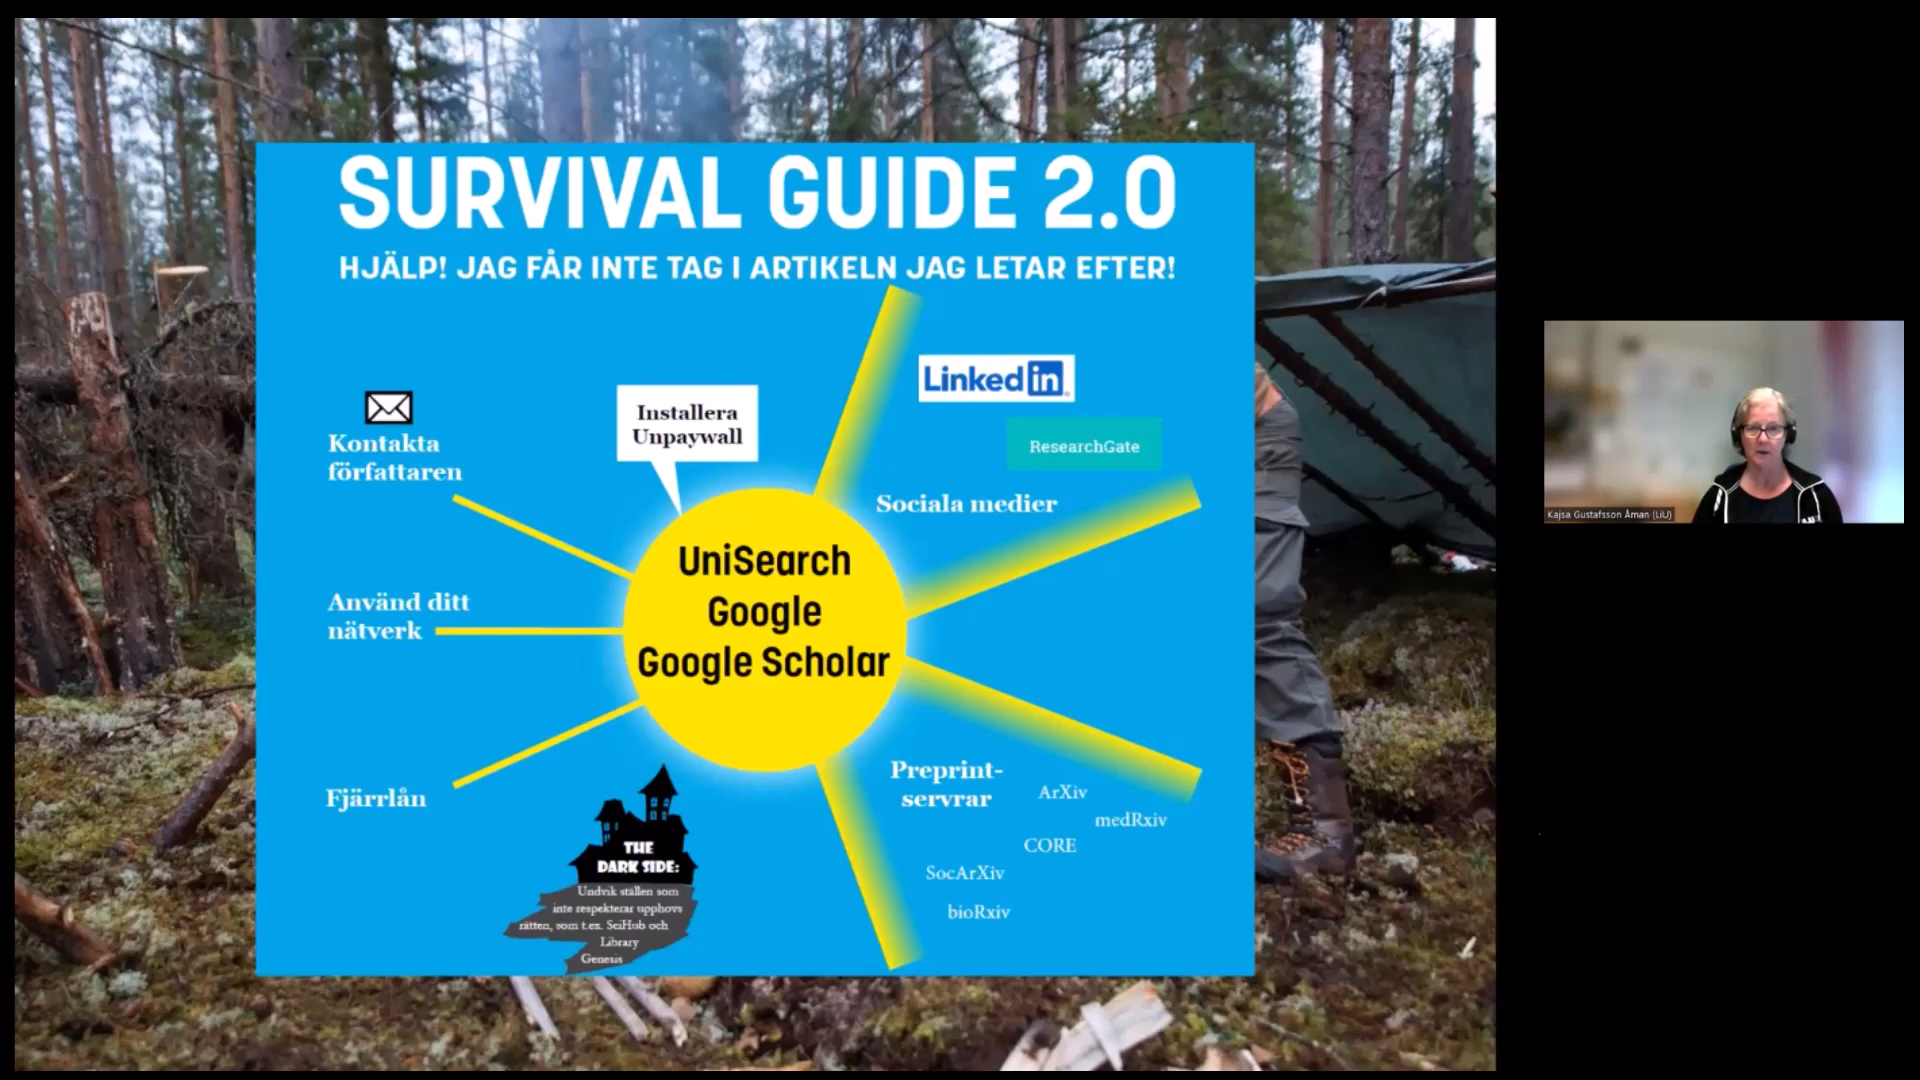 SURVIVAL GUIDE 2.0
HJÄLP! JAG FÅR INTE TAG I ARTIKELN JAG LETAR EFTER!
Linked in
ResearchGate
Sociala medier
Installera
Unpaywall
Kontakta
författaren
UniSearch
Google
Google Scholar
Använd ditt
nätverk
Fjärrlån
THE
DARK SIDE:
Undvik ställen som
inte respekterar upphovs
rätten, som t.ex. SciHub och
Library
Genesis
Preprint-
servrar
ArXiv
medRxiv
CORE
SocArXiv
bioRxiv
Kajsa Gustafsson Åman (LiU)